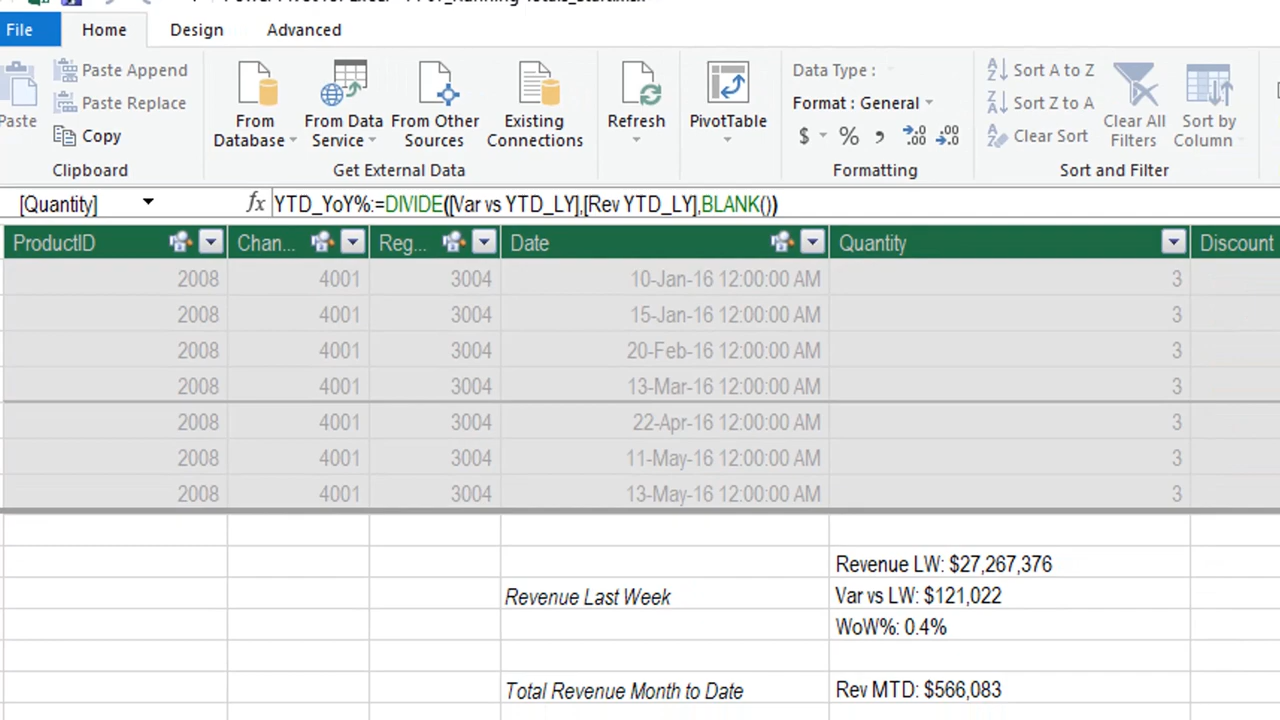 File Home Design Advanced
Paste Paste Append
Paste Replace
Copy
Clipboard
From Database From Data Service From Other Sources Existing Connections
Get External Data
Refresh
PivotTable
Data Type :
Format : General
$ % , .00 .00
Formatting
Sort A to Z
Sort Z to A
Clear Sort
Clear All Filters
Sort by Column
Sort and Filter
[Quantity] fx YTD_YoY%:=DIVIDE([Var vs YTD_LY],[Rev YTD_LY],BLANK())
ProductID Chan... Reg... Date Quantity Discount
2008 4001 3004 10-Jan-16 12:00:00 AM 3
2008 4001 3004 15-Jan-16 12:00:00 AM 3
2008 4001 3004 20-Feb-16 12:00:00 AM 3
2008 4001 3004 13-Mar-16 12:00:00 AM 3
2008 4001 3004 22-Apr-16 12:00:00 AM 3
2008 4001 3004 11-May-16 12:00:00 AM 3
2008 4001 3004 13-May-16 12:00:00 AM 3
Revenue LW: $27,267,376
Revenue Last Week Var vs LW: $121,022
WoW%: 0.4%
Total Revenue Month to Date Rev MTD: $566,083